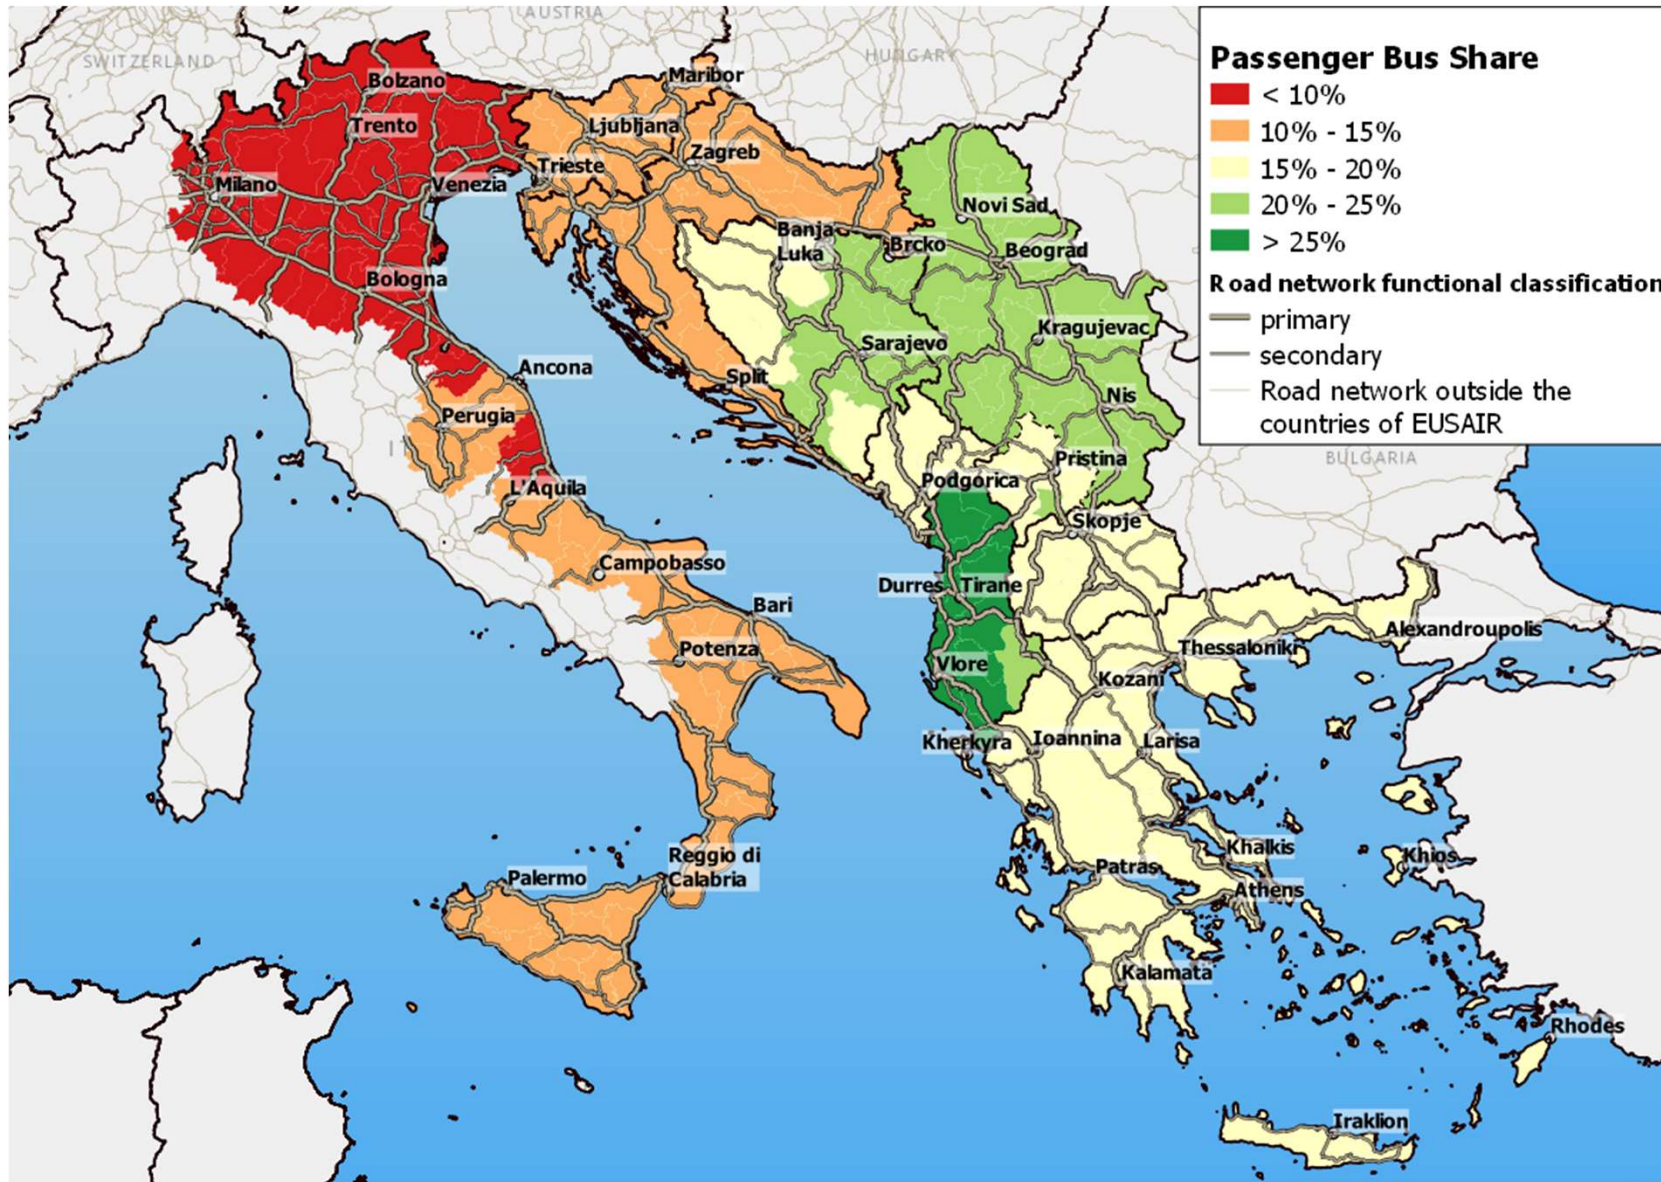 AUSTRIA
SWITZERLAND
HUNGARY
Bolzano
Maribor
Trento
Ljubljana
Zagreb
Trieste
Milano
Venezia
Novi Sad
Banja
Luka
Brcko
Beograd
Bologna
Kragujevac
Sarajevo
Ancona
Split
Nis
Perugia
IT
Pristina
BULGARIA
L'Aquila
Podgorica
Skopje
Campobasso
Durres
Tirane
Bari
Alexandroupolis
Potenza
Vlore
Thessaloniki
Kozani
Kherkyra
Ioannina
Larisa
Reggio di
Calabria
Khalkis
Khios
Palermo
Patras
Athens
Kalamata
Rhodes
Iraklion
Passenger Bus Share
< 10%
10% - 15%
15% - 20%
20% - 25%
> 25%
Road network functional classification
primary
secondary
Road network outside the
countries of EUSAIR